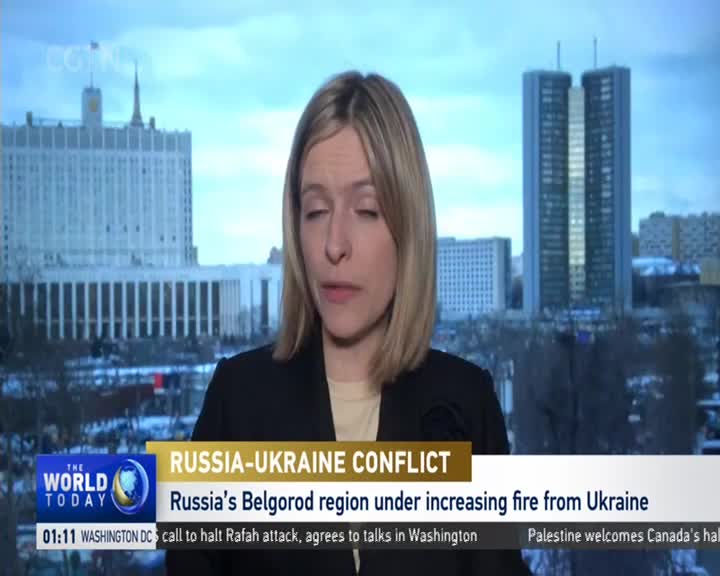 CGTN
RUSSIA-UKRAINE CONFLICT
THE
WORLD
TODAY
Russia's Belgorod region under increasing fire from Ukraine
01:11 WASHINGTON DC
call to halt Rafah attack, agrees to talks in Washington Palestine welcomes Canada's